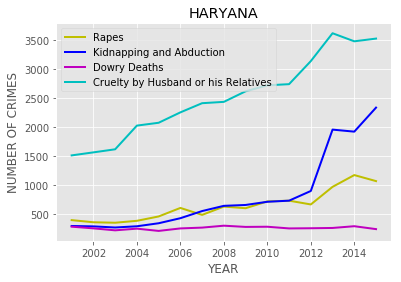 HARYANA
Rapes
Kidnapping and Abduction
Dowry Deaths
Cruelty by Husband or his Relatives
NUMBER OF CRIMES
3500
3000
2500
2000
1500
1000
500
2002 2004 2006 2008 2010 2012 2014
YEAR